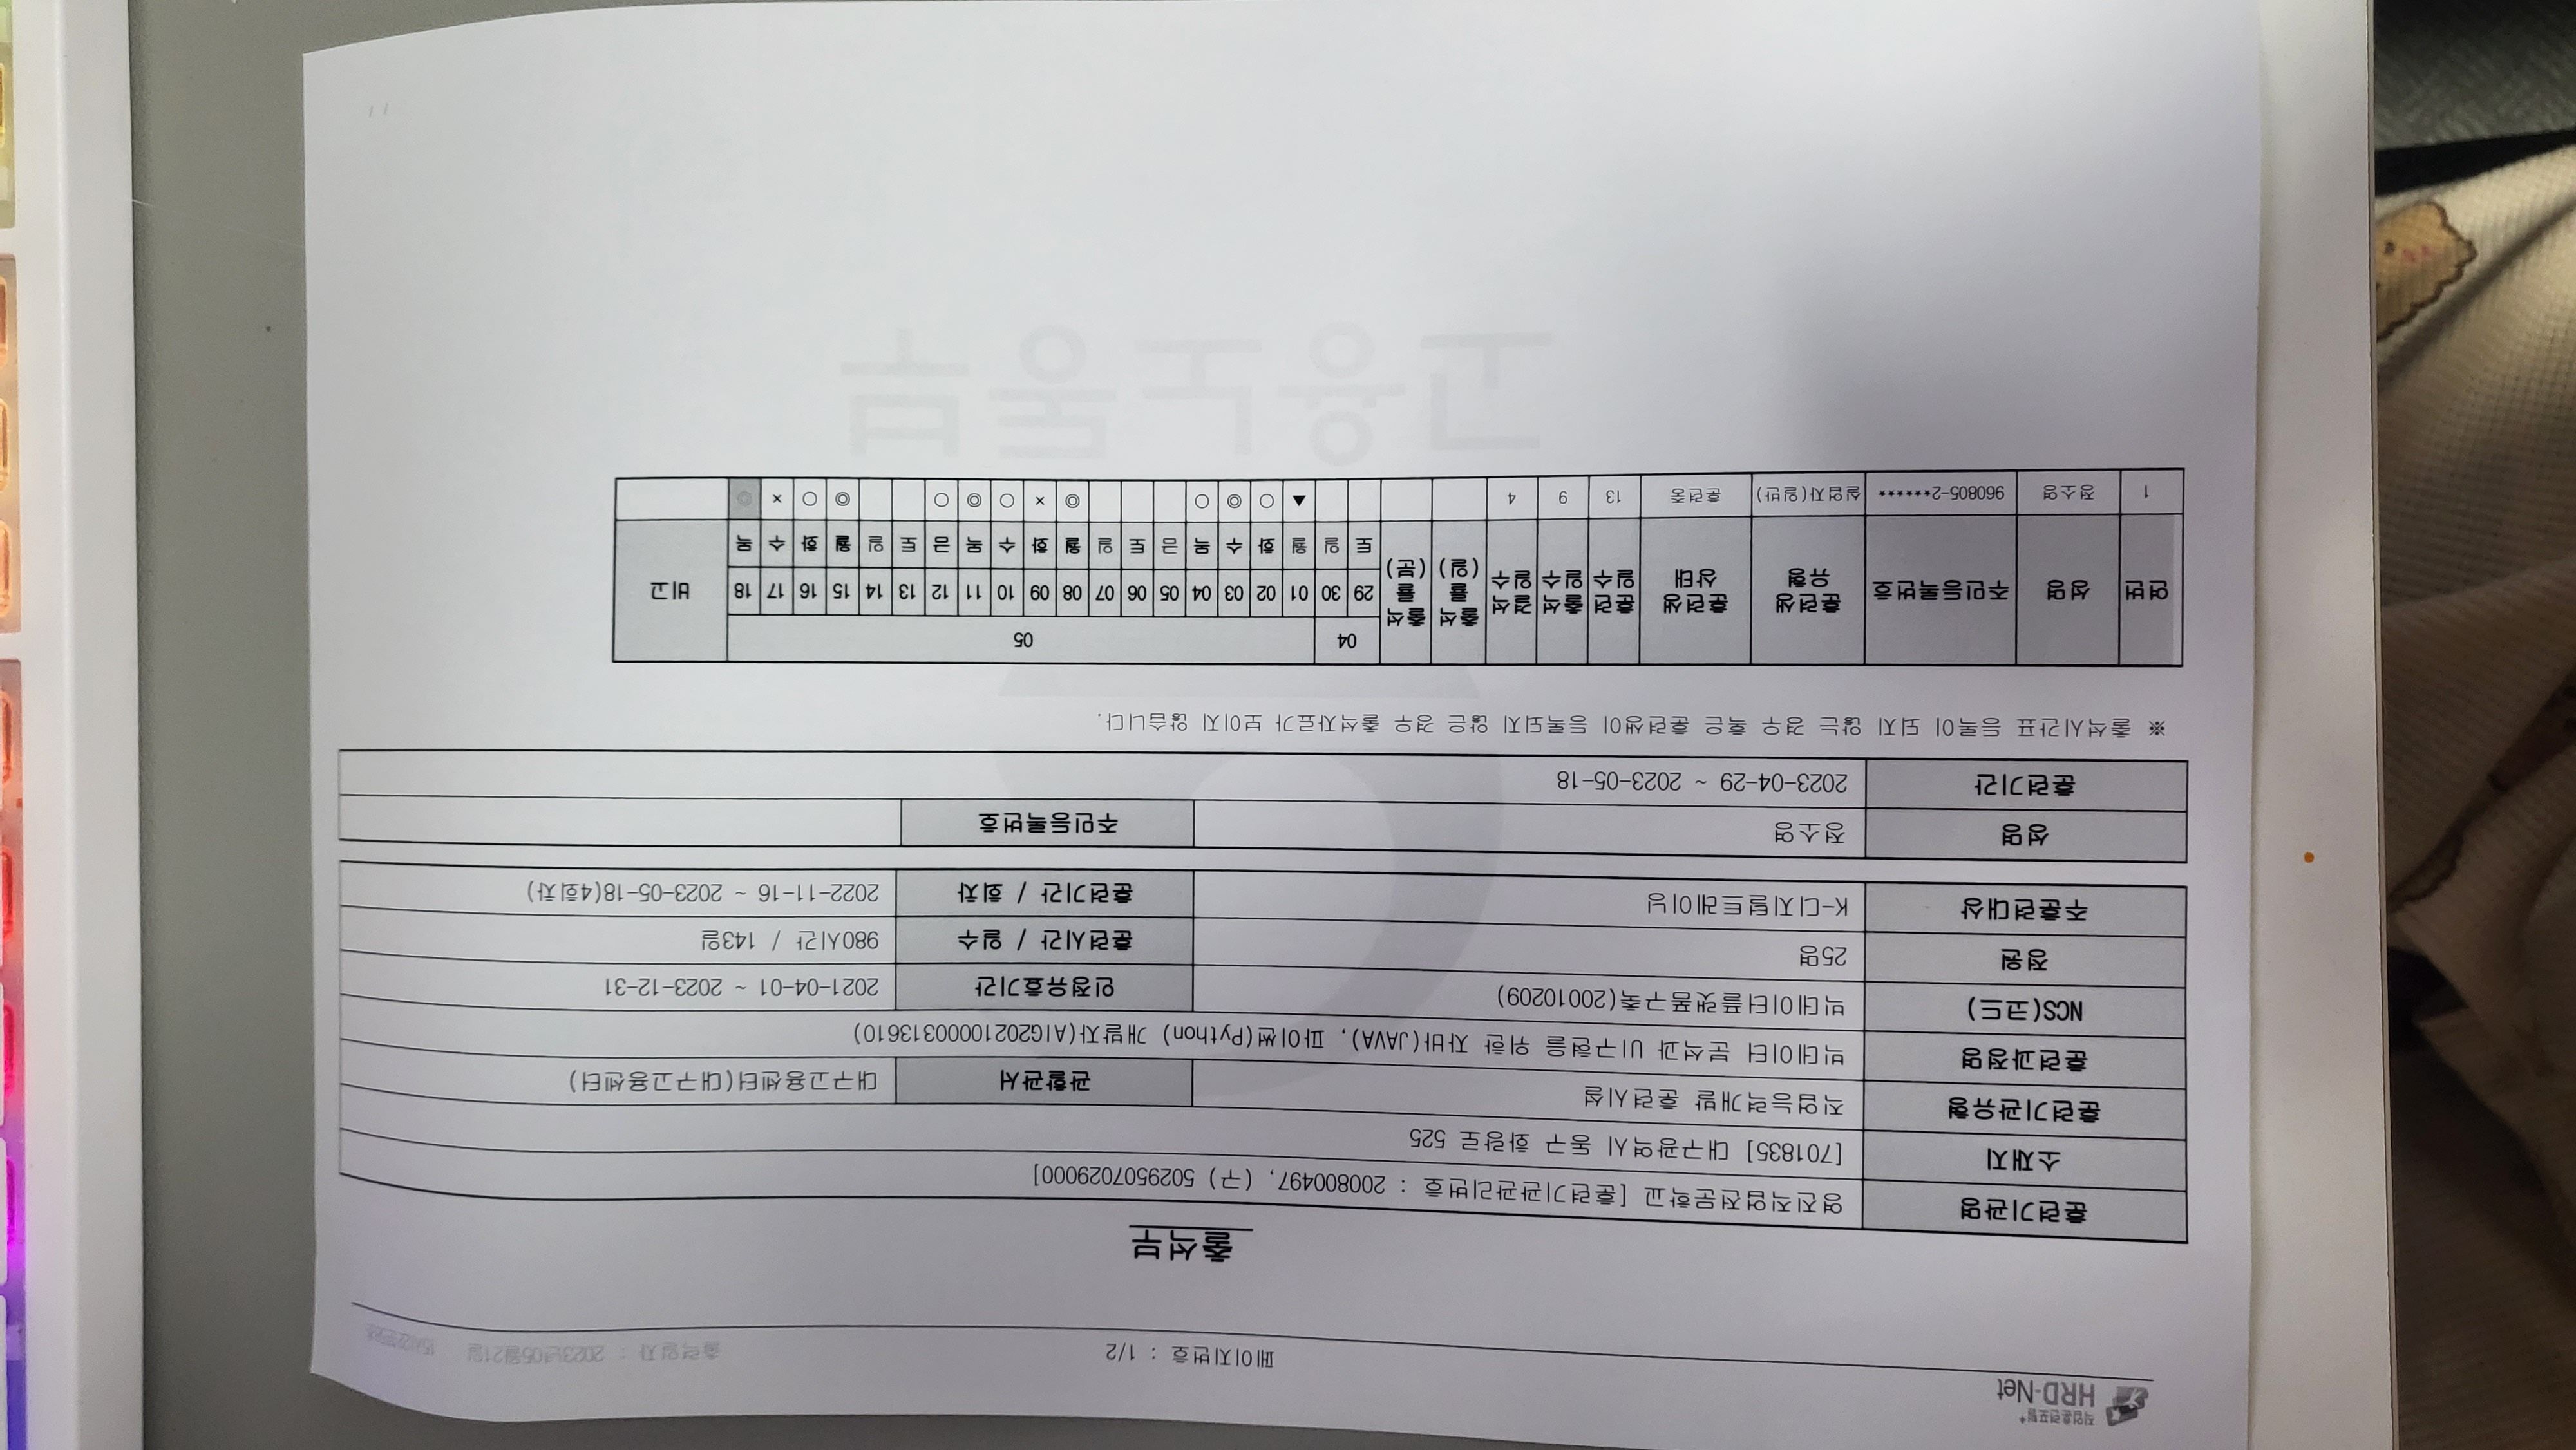 직업훈련포털
HRD-Net
페이지번호 : 1/2
출력일자 : 2023년05월21일
출석부
훈련기관명 영진직업전문학교 [훈련기관관리번호 : 200800497, (구) 5029507029000]
소재지 [701835] 대구광역시 동구 화랑로 525
훈련기관유형 직업능력개발 훈련시설 관할관서 대구고용센터(대구고용센터)
훈련과정명 빅데이터 분석과 UI구현을 위한 자바(JAVA), 파이썬(Python) 개발자(AIG20210000313610)
NCS(코드) 빅데이터플랫폼구축(20010209) 인정유효기간 2021-04-01 ~ 2023-12-31
정원 25명 훈련시간 / 일수 980시간 / 143일
주훈련대상 K-디지털트레이닝 훈련기간 / 회차 2022-11-16 ~ 2023-05-18(4회차)
성명 정소영 주민등록번호
훈련기간 2023-04-29 ~ 2023-05-18
※ 출석시간표 등록이 되지 않는 경우 혹은 훈련생이 등록되지 않은 경우 출석자료가 보이지 않습니다.
연번 성명 주민등록번호 훈련생 유형 훈련생 상태 훈련 일수 출석 일수 결석 일수 출석률(일) 출석률(분) 04 05 비고
29 30 01 02 03 04 05 06 07 08 09 10 11 12 13 14 15 16 17 18
토 일 월 화 수 목 금 토 일 월 화 수 목 금 토 일 월 화 수 목
1 정소영 960805-2****** 실업자(일반) 훈련중 13 9 4 ▲ ○ ◎ ○ ◎ × ○ ◎ ○ ◎ ○ × ◎
고용노동부